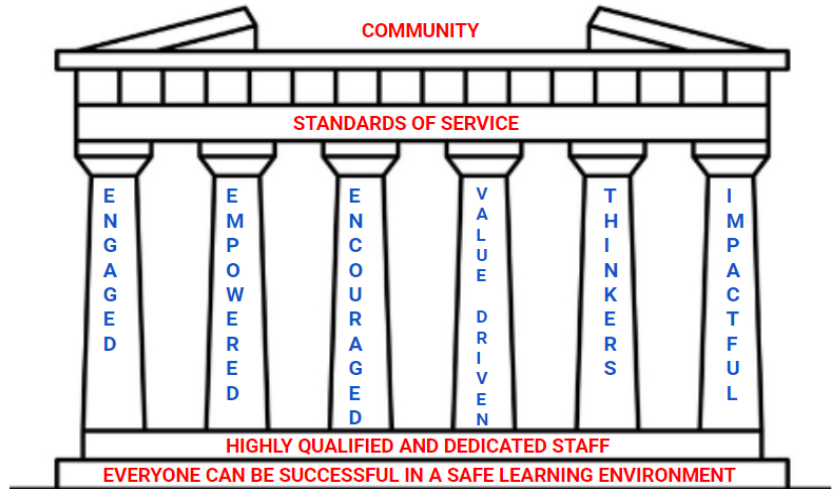 COMMUNITY
STANDARDS OF SERVICE
ENGAGED
EMPOWERED
ENCOURAGED
VALUE DRIVEN
THINKERS
IMPACTFUL
HIGHLY QUALIFIED AND DEDICATED STAFF
EVERYONE CAN BE SUCCESSFUL IN A SAFE LEARNING ENVIRONMENT